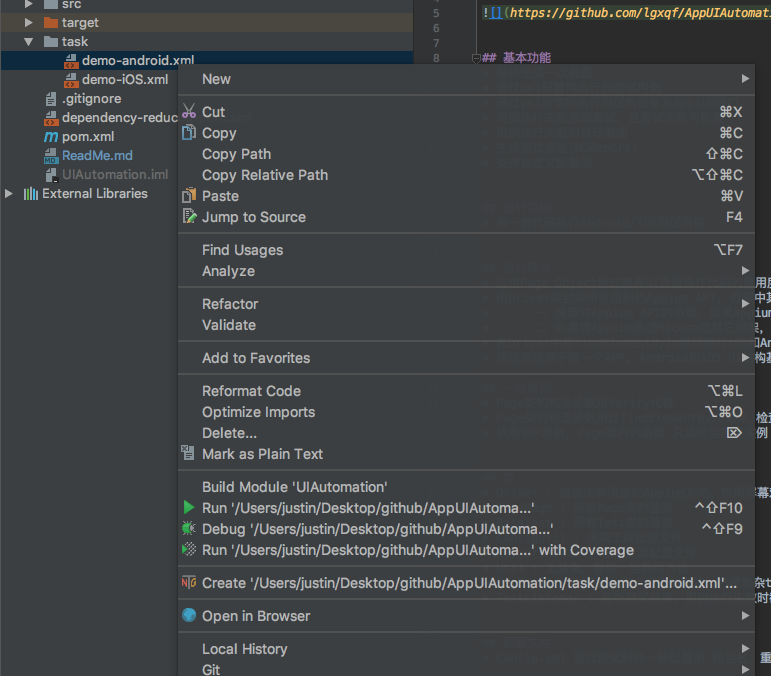 src
target
task
demo-android.xml
demo-iOS.xml
.gitignore
dependency-reduc
pom.xml
ReadMe.md
UIAutomation.iml
External Libraries
5
6
7
8
![](https://github.com/lgxqf/AppUIAutomati
## 基本功能
New
Cut ⌘X
Copy ⌘C
Copy Path ⇧⌘C
Copy Relative Path ⌥⇧⌘C
Paste ⌘V
Jump to Source F4
Find Usages ⌥F7
Analyze
Refactor
Validate
Add to Favorites
Reformat Code ⌥⌘L
Optimize Imports ⌥⌘O
Delete... ⌦
Mark as Plain Text
Build Module 'UIAutomation'
Run '/Users/justin/Desktop/github/AppUIAutoma...' ^⇧F10
Debug '/Users/justin/Desktop/github/AppUIAutoma...' ^⇧F9
Run '/Users/justin/Desktop/github/AppUIAutoma...' with Coverage
Create '/Users/justin/Desktop/github/AppUIAutomation/task/demo-android.xml'...
Open in Browser
Local History
Git